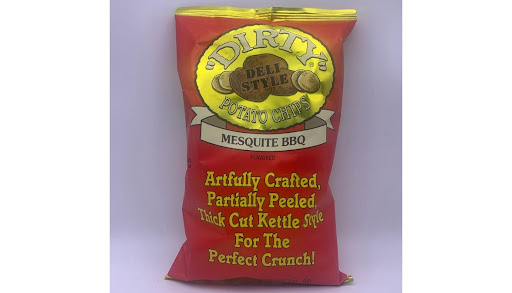 "DIRTY"
DELI
STYLE
POTATO CHIPS
MESQUITE BBQ
FLAVORED
Artfully Crafted,
Partially Peeled,
Thick Cut Kettle Style
For The
Perfect Crunch!